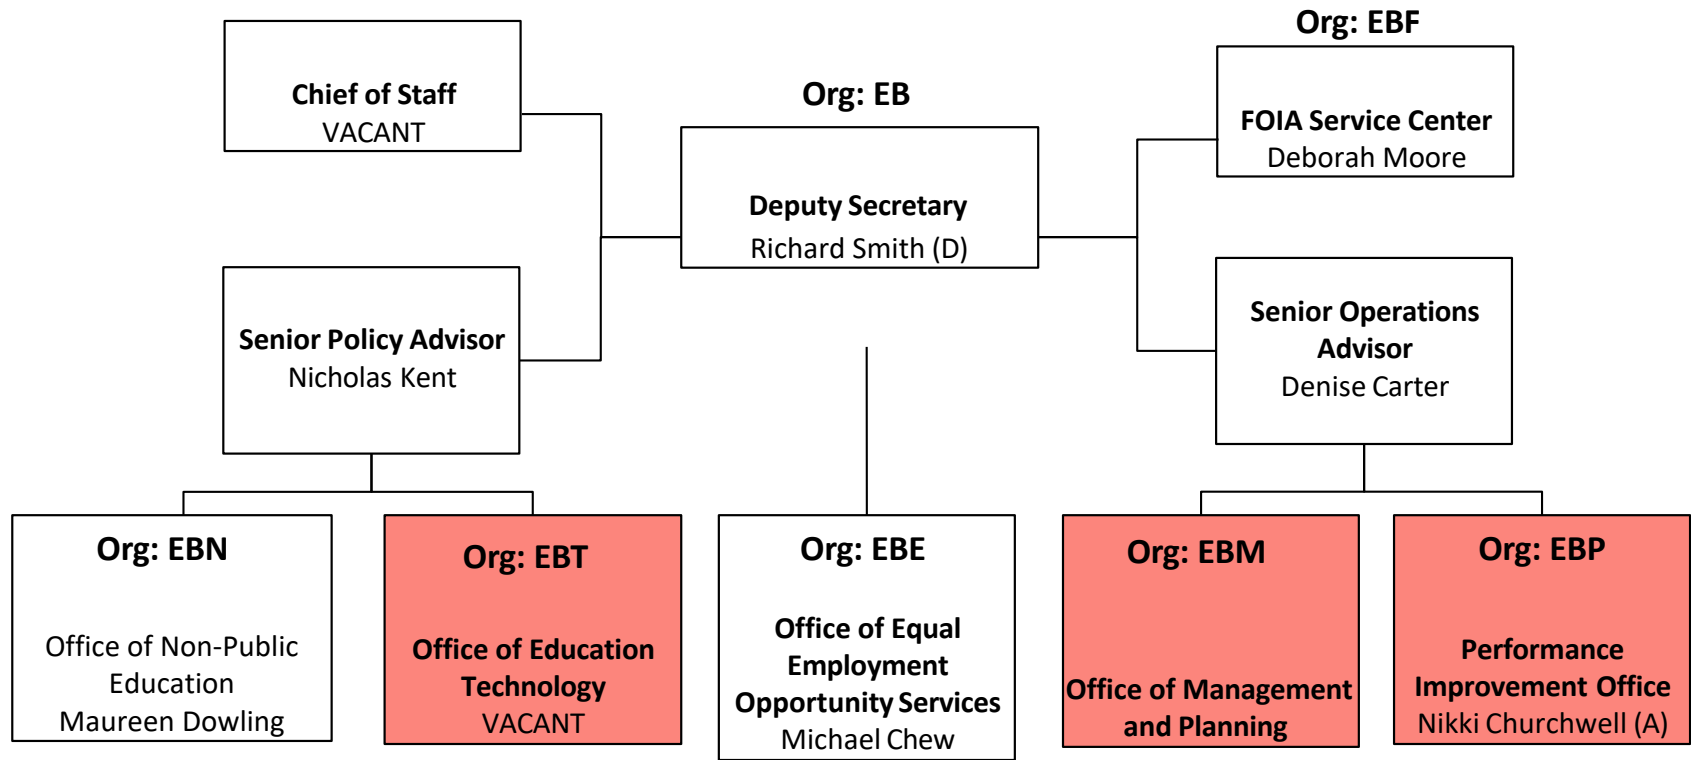 Org: EBF
Chief of Staff
VACANT
Org: EB
FOIA Service Center
Deborah Moore
Deputy Secretary
Richard Smith (D)
Senior Policy Advisor
Nicholas Kent
Senior Operations
Advisor
Denise Carter
Org: EBN
Office of Non-Public
Education
Maureen Dowling
Org: EBT
Office of Education
Technology
VACANT
Org: EBE
Office of Equal
Employment
Opportunity Services
Michael Chew
Org: EBM
Office of Management
and Planning
Org: EBP
Performance
Improvement Office
Nikki Churchwell (A)